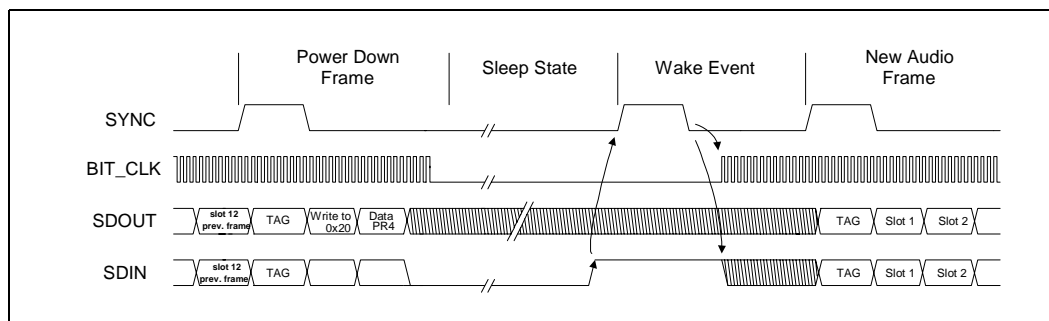 Power Down
Frame
Sleep State
Wake Event
New Audio
Frame
SYNC
BIT_CLK
SDOUT
slot 12
prev. frame
TAG
Write to
0x20
Data
PR4
TAG
Slot 1
Slot 2
SDIN
slot 12
prev. frame
TAG
TAG
Slot 1
Slot 2